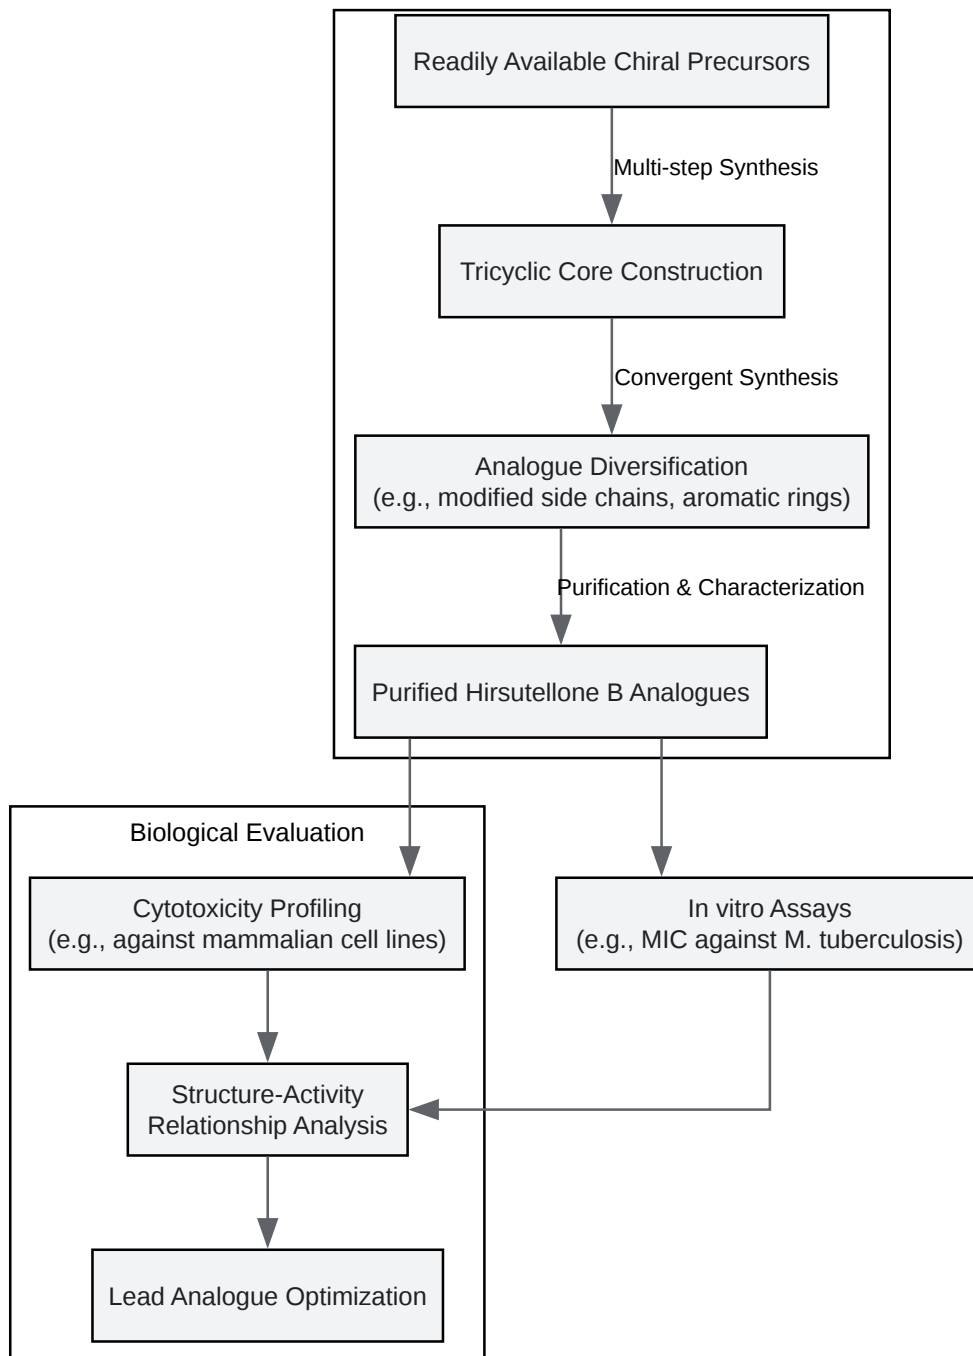 Readily Available Chiral Precursors
Multi-step Synthesis
Tricyclic Core Construction
Convergent Synthesis
Analogue Diversification
(e.g., modified side chains, aromatic rings)
Purification & Characterization
Purified Hirsutellone B Analogues
Biological Evaluation
Cytotoxicity Profiling
(e.g., against mammalian cell lines)
In vitro Assays
(e.g., MIC against M. tuberculosis)
Structure-Activity
Relationship Analysis
Lead Analogue Optimization